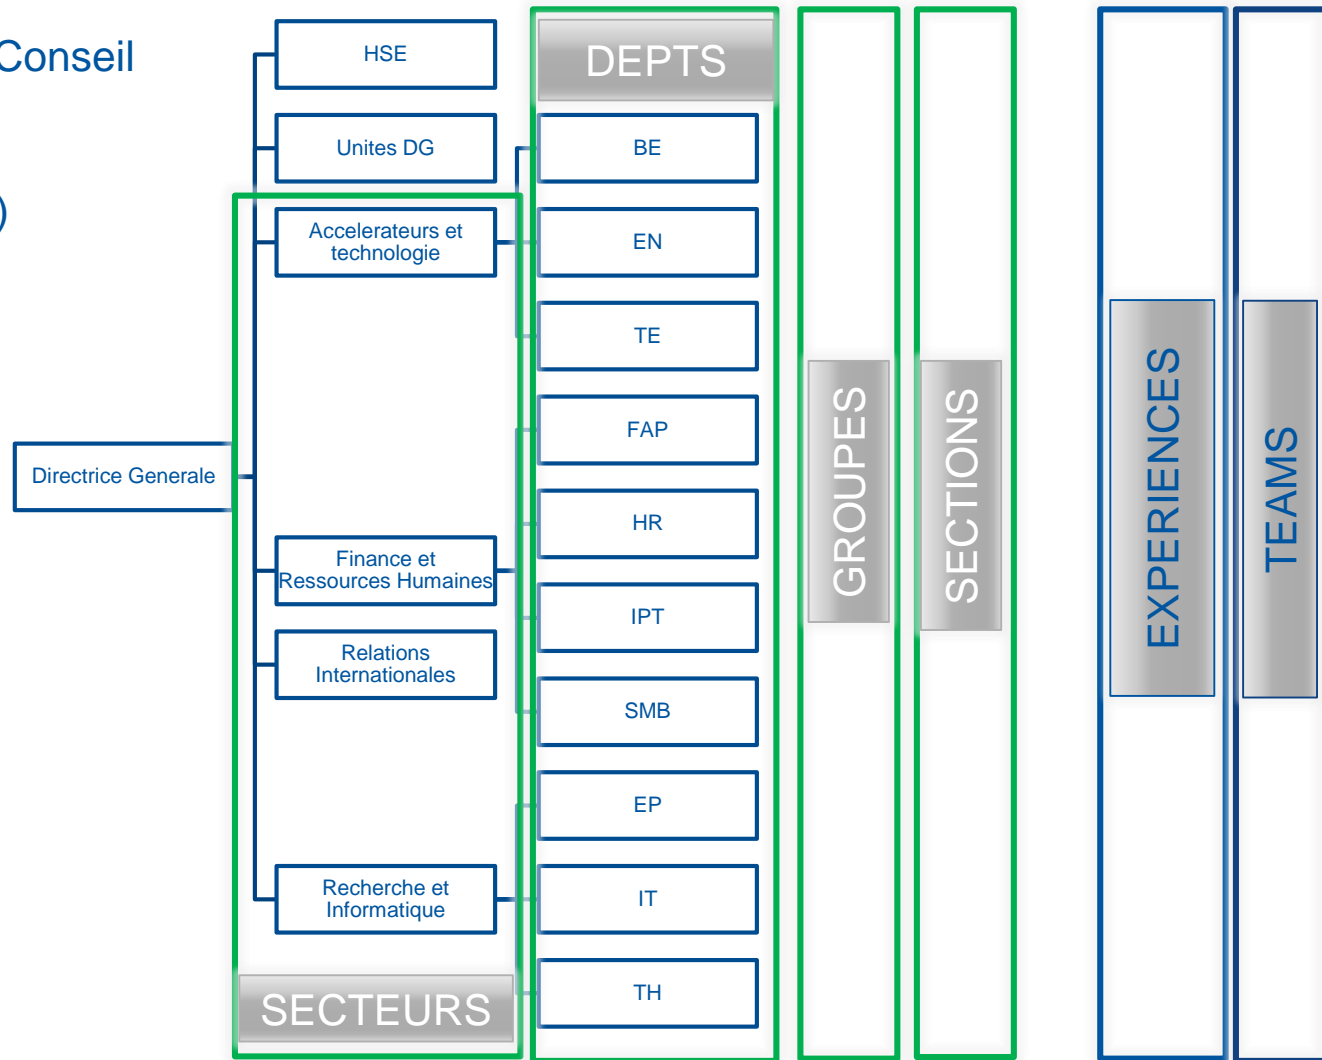 Conseil
)
HSE
Unites DG
Accelerateurs et
technologie
Directrice Generale
Finance et
Ressources Humaines
Relations
Internationales
Recherche et
Informatique
SECTEURS
DEPTS
BE
EN
TE
FAP
HR
IPT
SMB
EP
IT
TH
GROUPES
SECTIONS
EXPERIENCES
TEAMS